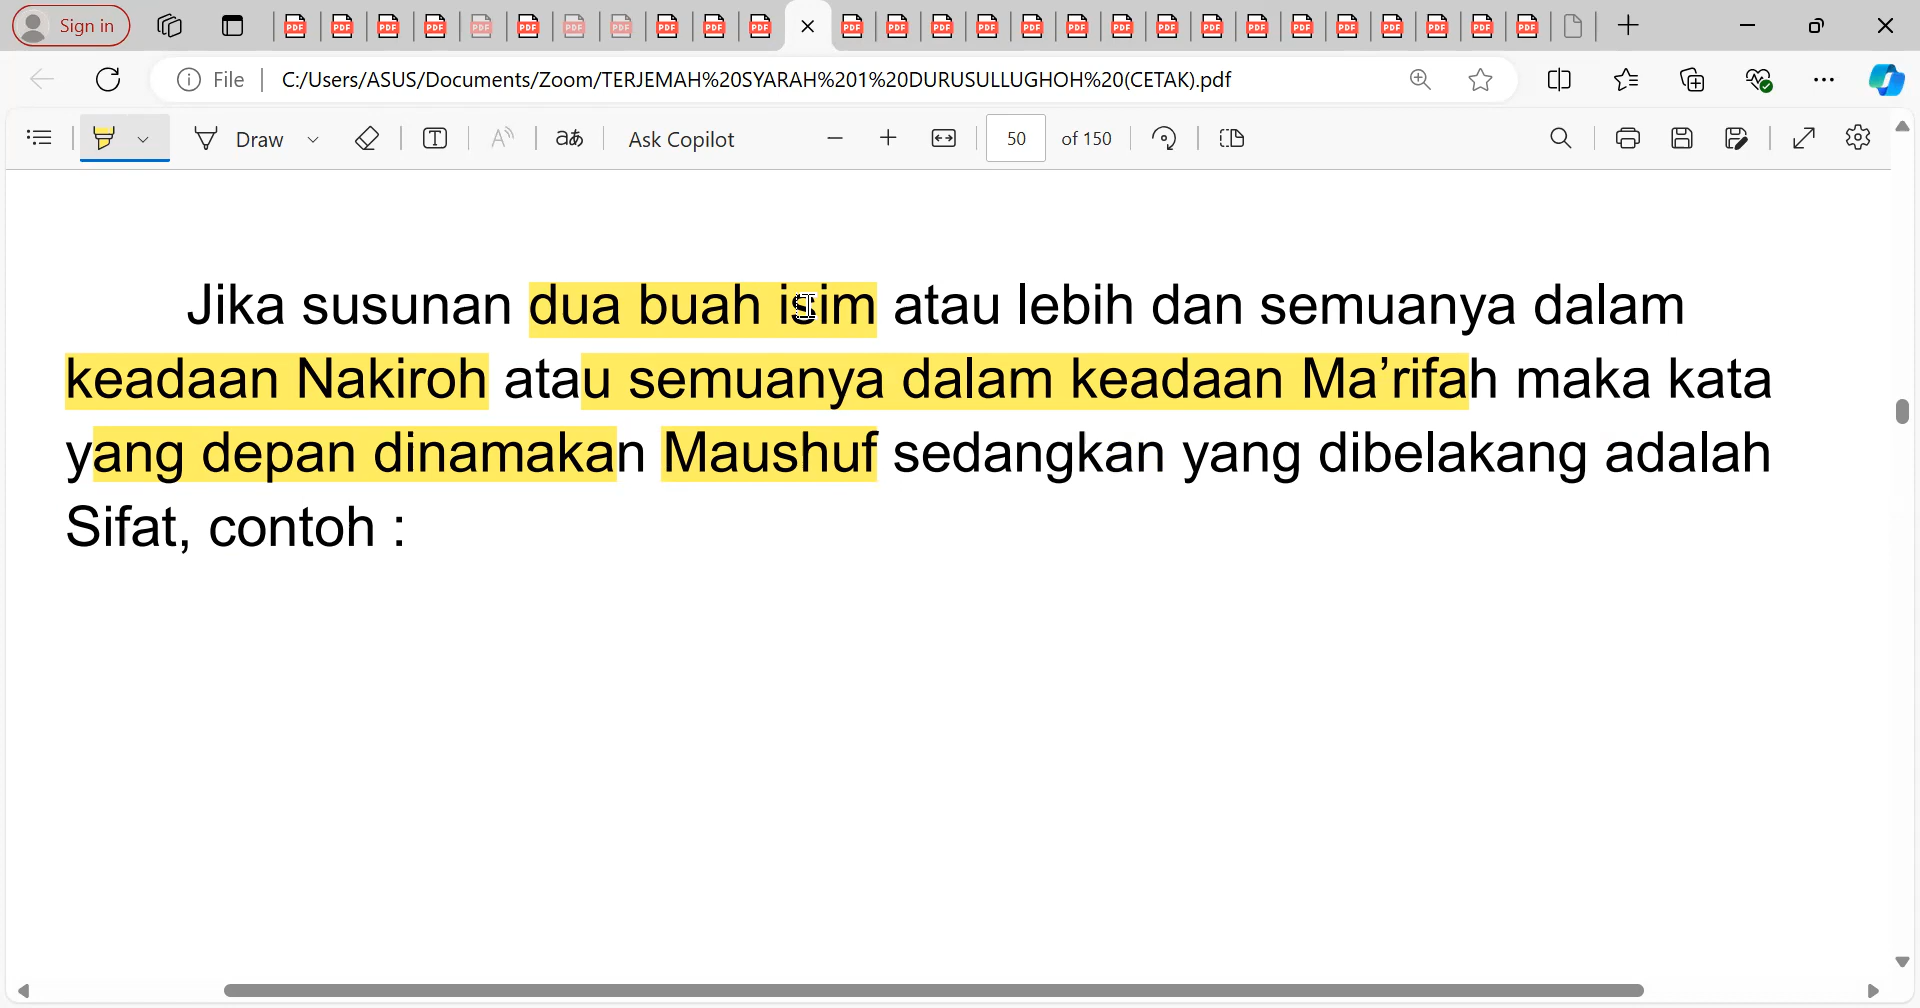 Sign in
File
C:/Users/ASUS/Documents/Zoom/TERJEMAH%20SYARAH%201%20DURUSULLUGHOH%20(CETAK).pdf
Draw
aあ
Ask Copilot
50 of 150
Jika susunan dua buah isim atau lebih dan semuanya dalam
keadaan Nakiroh atau semuanya dalam keadaan Ma’rifah maka kata
yang depan dinamakan Maushuf sedangkan yang dibelakang adalah
Sifat, contoh :